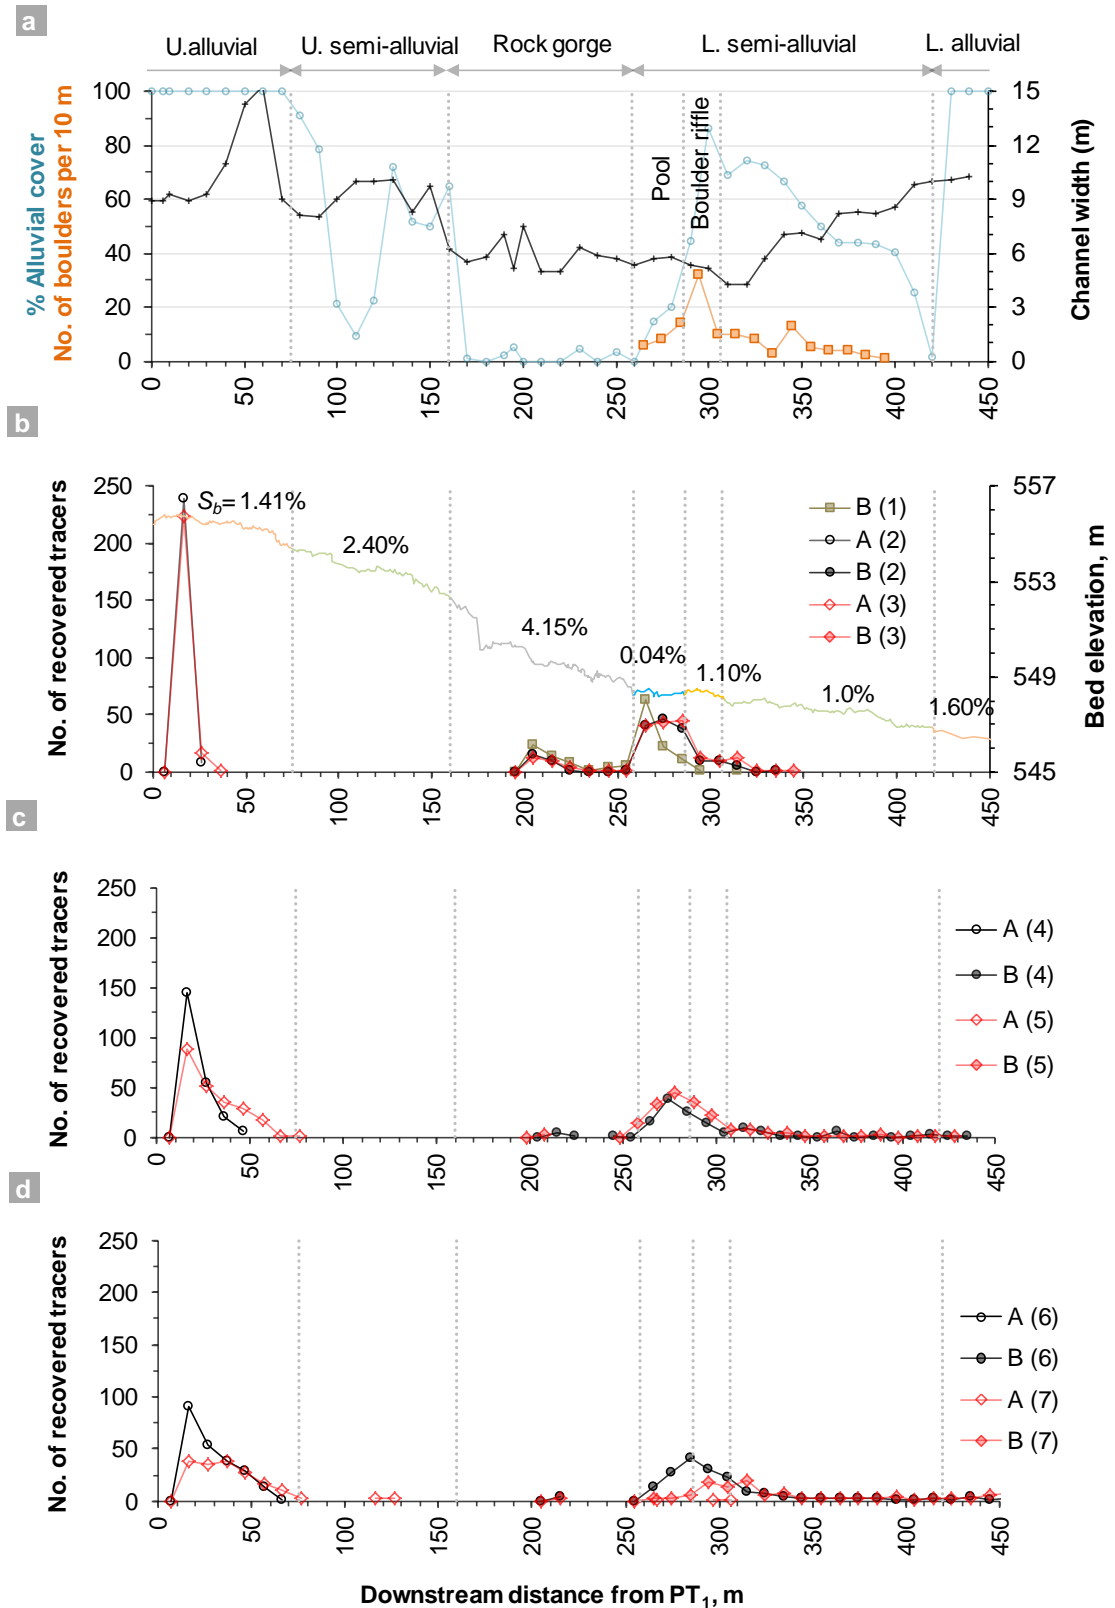 a
U.alluvial
U. semi-alluvial
Rock gorge
L. semi-alluvial
L. alluvial
% Alluvial cover
No. of boulders per 10 m
100
80
60
40
20
0
Pool
Boulder riffle
15
12
9
6
3
0
Channel width (m)
0
50
100
150
200
250
300
350
400
450
b
No. of recovered tracers
250
200
150
100
50
0
Sb= 1.41%
2.40%
4.15%
0.04%
1.10%
1.0%
1.60%
B (1)
A (2)
B (2)
A (3)
B (3)
557
553
549
545
Bed elevation, m
0
50
100
150
200
250
300
350
400
450
c
No. of recovered tracers
250
200
150
100
50
0
A (4)
B (4)
A (5)
B (5)
0
50
100
150
200
250
300
350
400
450
d
No. of recovered tracers
250
200
150
100
50
0
A (6)
B (6)
A (7)
B (7)
0
50
100
150
200
250
300
350
400
450
Downstream distance from PT1, m